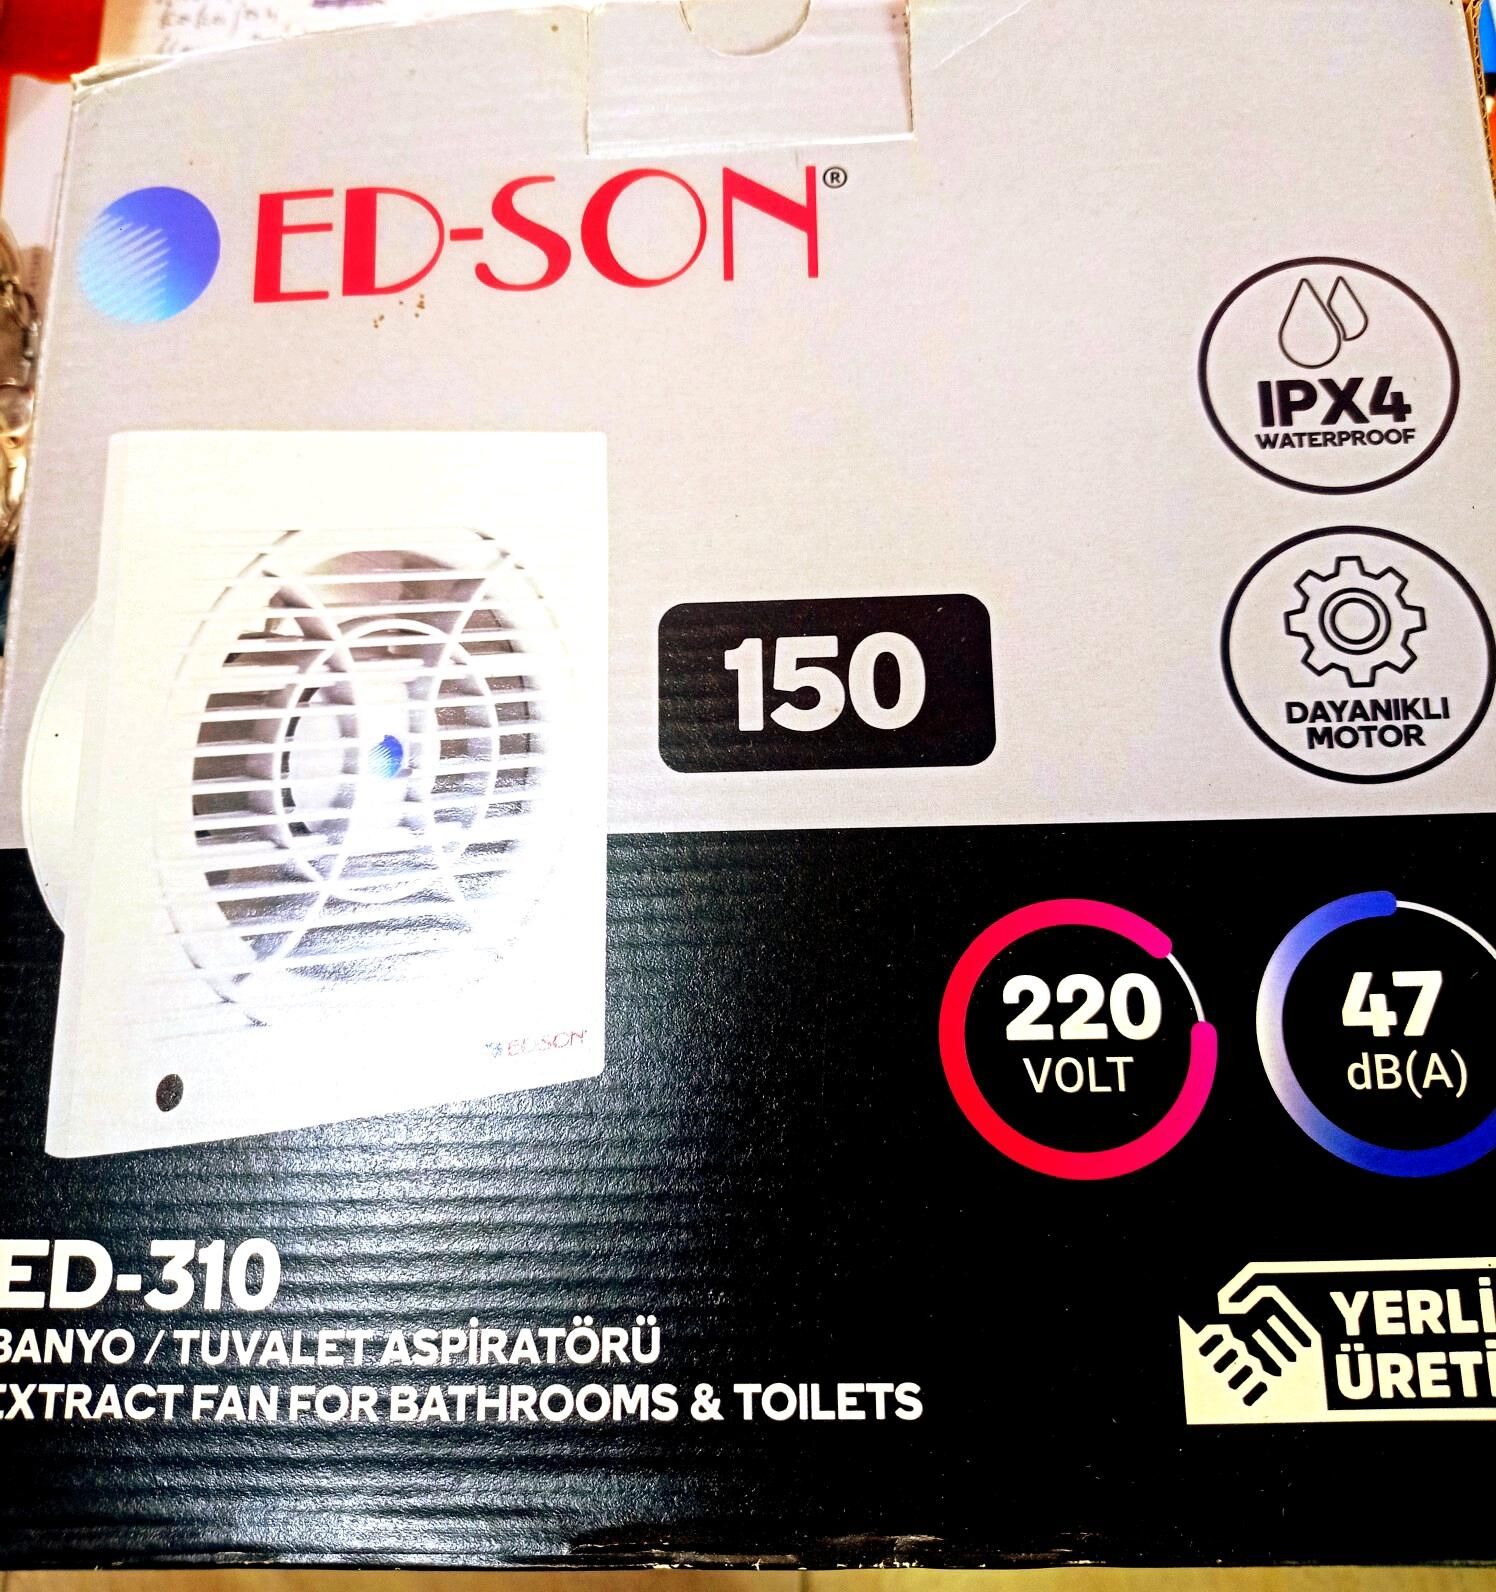 ED-SON®
IPX4
WATERPROOF
150
DAYANIKLI
MOTOR
220
VOLT
47
dB(A)
EDSON
ED-310
BANYO / TUVALET ASPİRATÖRÜ
EXTRACT FAN FOR BATHROOMS & TOILETS
YERLİ
ÜRETİ